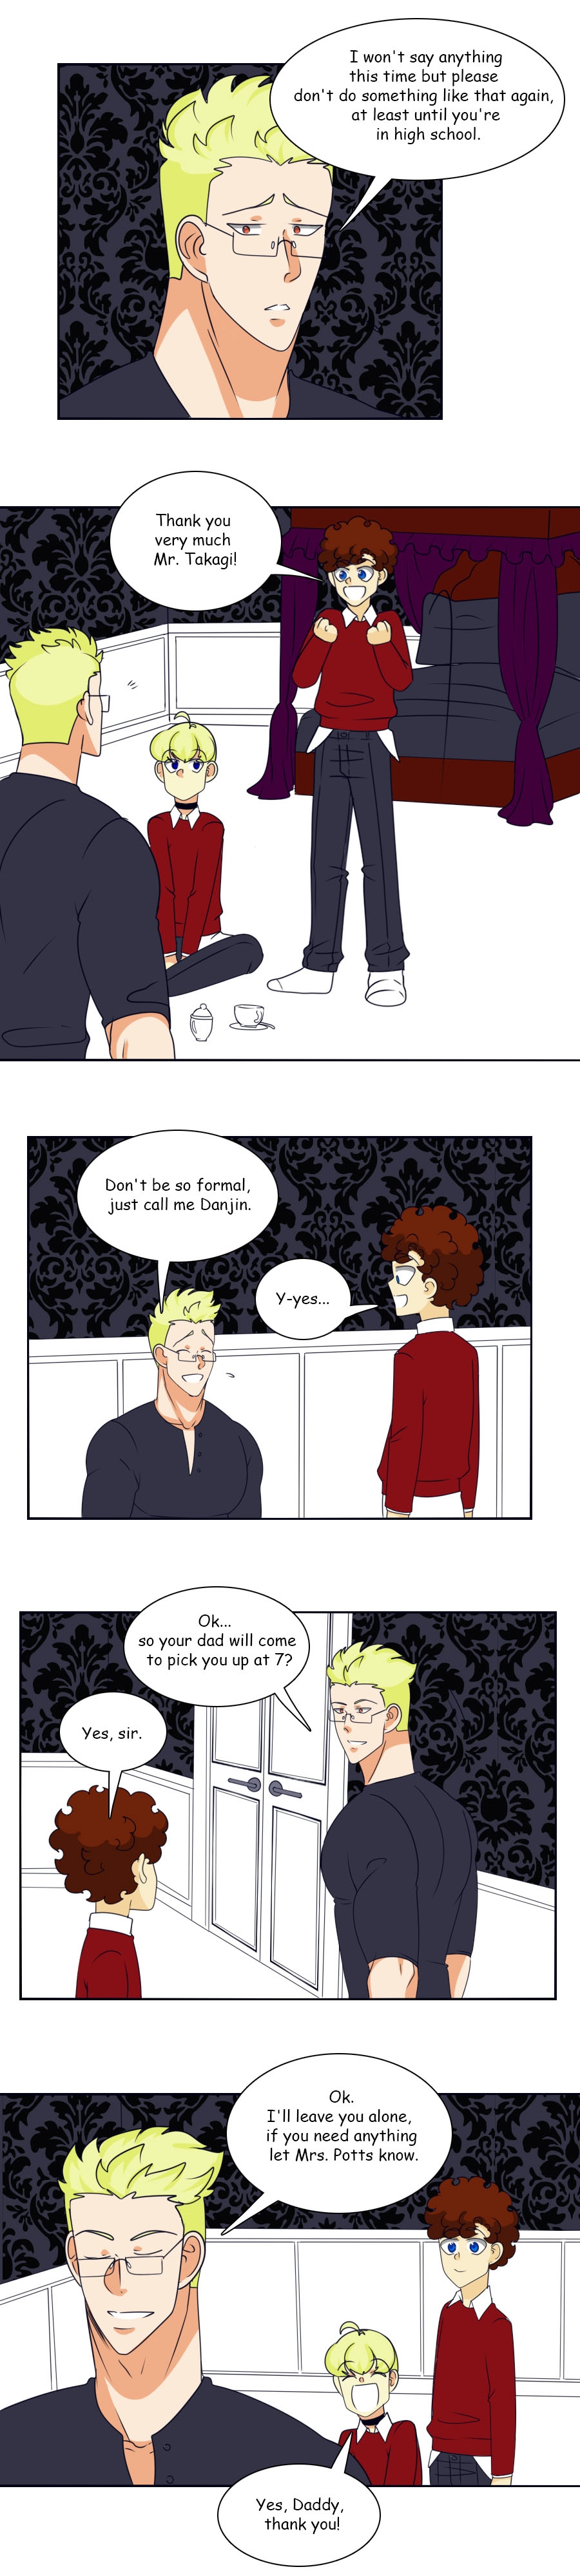 I won't say anything
this time but please
don't do something like that again,
at least until you're
in high school.
Thank you
very much
Mr. Takagi!
Don't be so formal,
just call me Danjin.
Y-yes...
Ok...
so your dad will come
to pick you up at 7?
Yes, sir.
Ok.
I'll leave you alone,
if you need anything
let Mrs. Potts know.
Yes, Daddy,
thank you!